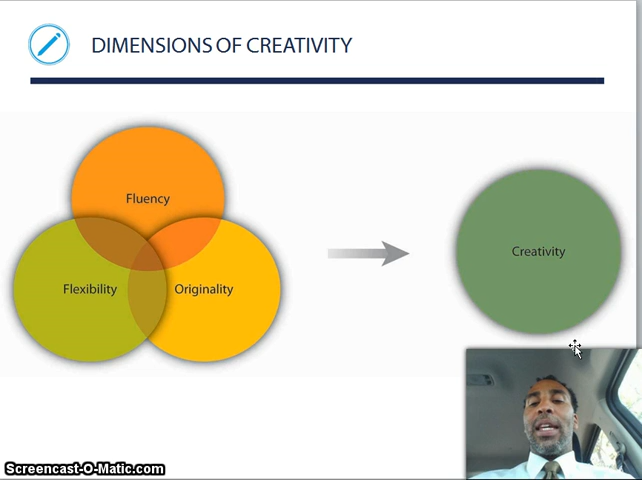 DIMENSIONS OF CREATIVITY
Fluency
Flexibility
Originality
Creativity
Screencast-O-Matic.com